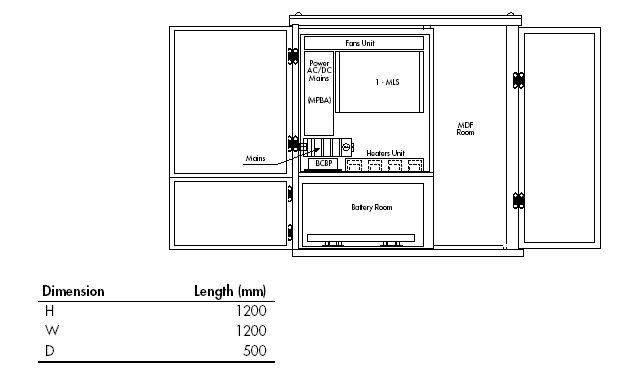 Fans Unit
Power
AC/DC
Mains
(MPBA)
1 - MLS
MDF
Room
Mains
Heaters Unit
BCBP
Battery Room
Dimension Length (mm)
H 1200
W 1200
D 500